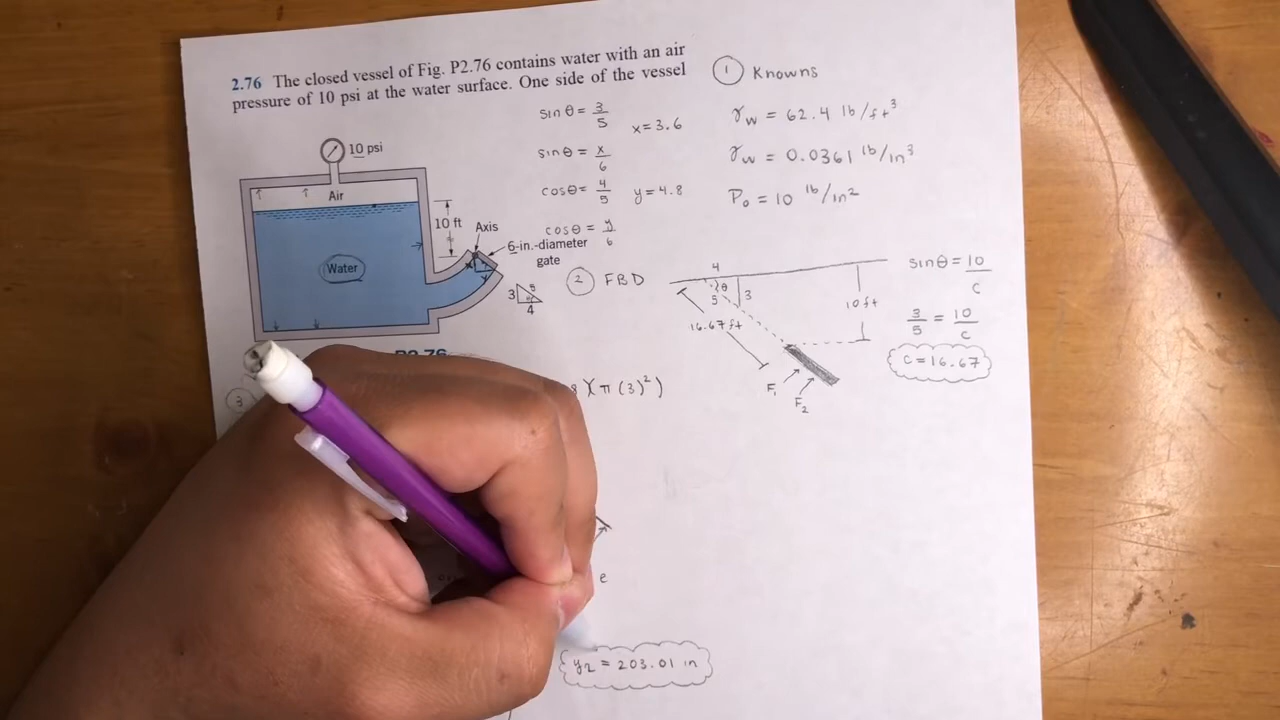 2.76 The closed vessel of Fig. P2.76 contains water with an air
pressure of 10 psi at the water surface. One side of the vessel
10 psi
Air
10 ft
Axis
6-in.-diameter
gate
Water
3
5
4
sin θ = 3/5
x = 3.6
sin θ = x/6
cos θ = 4/5
y = 4.8
cos θ = y/6
① Knowns
γw = 62.4 lb/ft³
γw = 0.0361 lb/in³
P₀ = 10 lb/in²
② FBD
4
θ
5
3
16.67 ft
10 ft
F₁
F₂
sin θ = 10/c
3/5 = 10/c
c = 16.67
③
)(π(3)²)
e
y₂ = 203.01 in